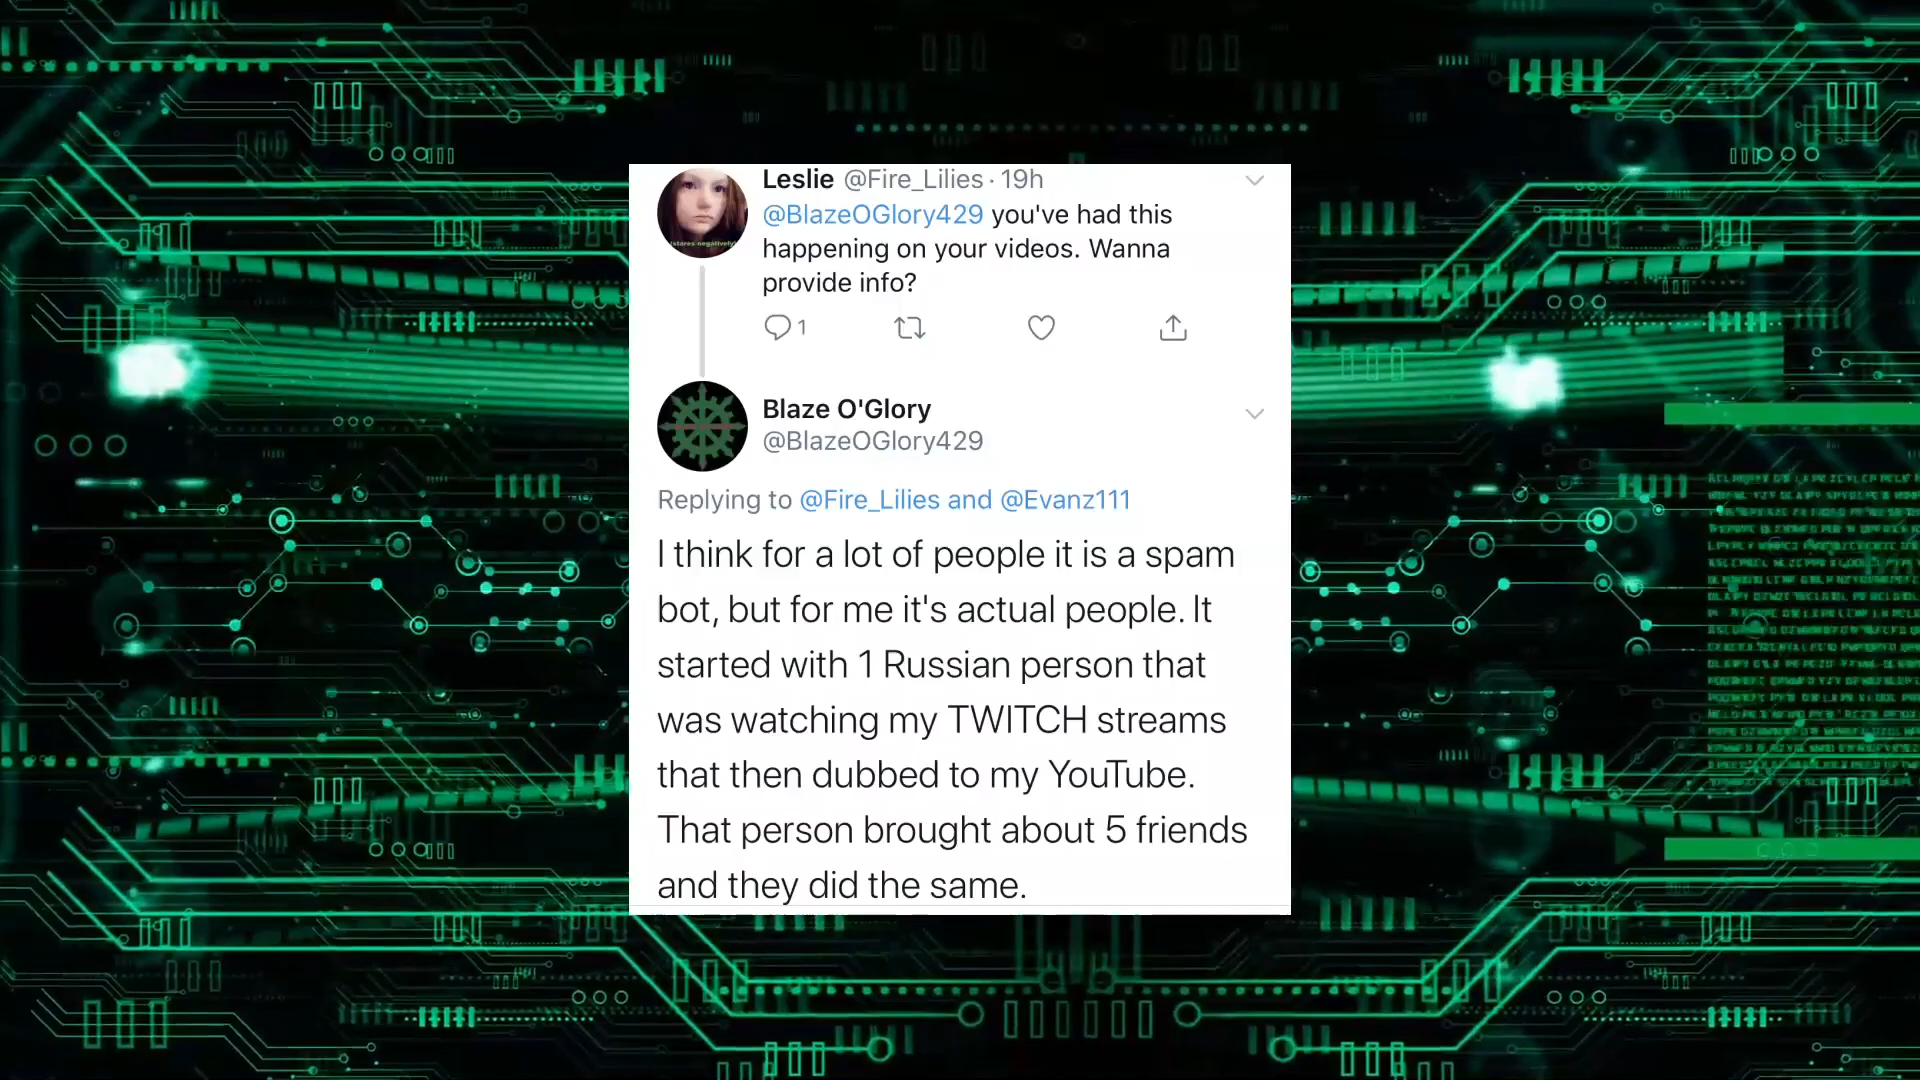 Leslie @Fire_Lilies · 19h
@BlazeOGlory429 you've had this
happening on your videos. Wanna
provide info?
(stares negatively)
1
Blaze O'Glory
@BlazeOGlory429
Replying to @Fire_Lilies and @Evanz111
I think for a lot of people it is a spam
bot, but for me it's actual people. It
started with 1 Russian person that
was watching my TWITCH streams
that then dubbed to my YouTube.
That person brought about 5 friends
and they did the same.